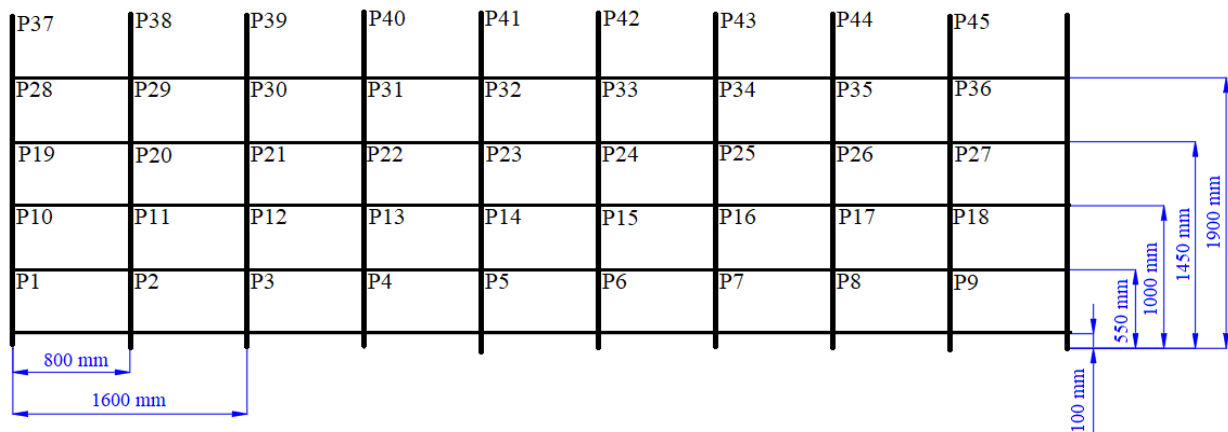 P37 P38 P39 P40 P41 P42 P43 P44 P45
P28 P29 P30 P31 P32 P33 P34 P35 P36
P19 P20 P21 P22 P23 P24 P25 P26 P27
P10 P11 P12 P13 P14 P15 P16 P17 P18
P1 P2 P3 P4 P5 P6 P7 P8 P9
800 mm
1600 mm
100 mm
550 mm
1000 mm
1450 mm
1900 mm